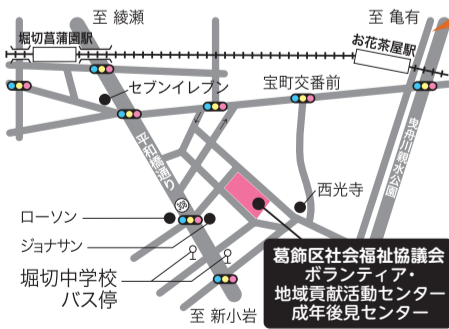 至 綾瀬
至 亀有
堀切菖蒲園駅
お花茶屋駅
セブンイレブン
宝町交番前
平和橋通り
曳舟川親水公園
西光寺
308
ローソン
ジョナサン
堀切中学校
バス停
至 新小岩
葛飾区社会福祉協議会
ボランティア・
地域貢献活動センター
成年後見センター